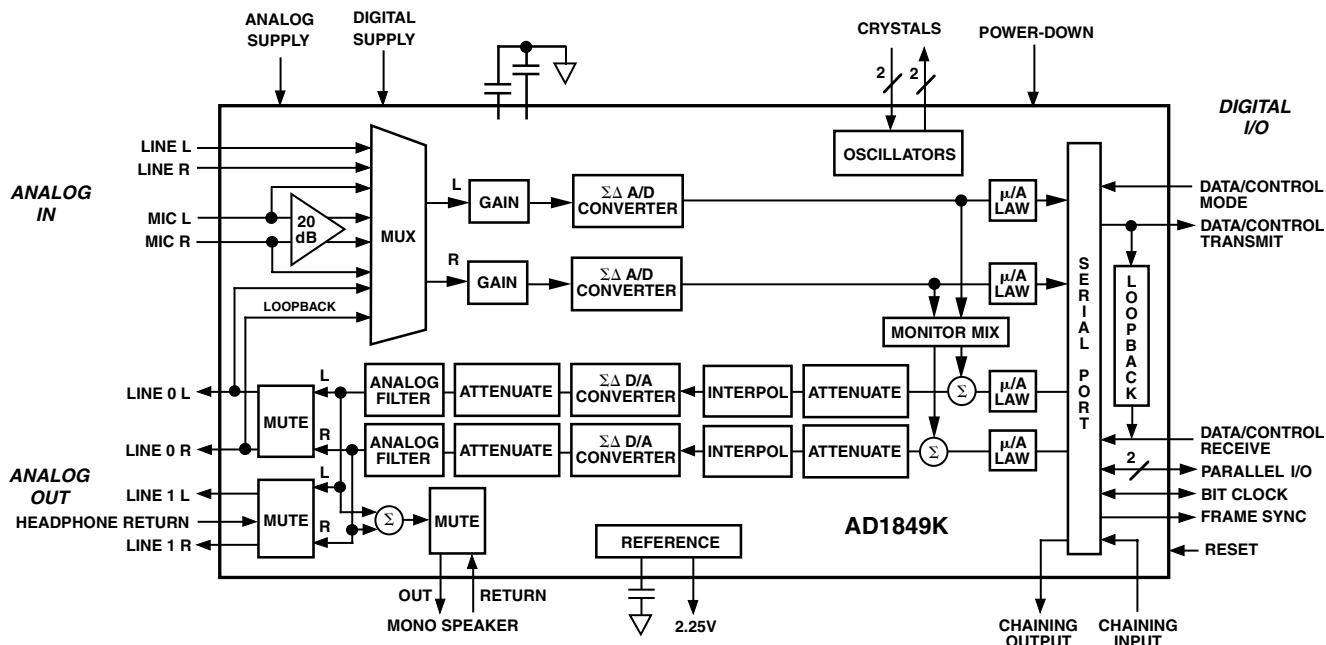 ANALOG
SUPPLY
DIGITAL
SUPPLY
CRYSTALS
POWER-DOWN
2
2
DIGITAL
I/O
ANALOG
IN
LINE L
LINE R
MIC L
MIC R
20
dB
LOOPBACK
MUX
L
R
GAIN
GAIN
ΣΔ A/D
CONVERTER
ΣΔ A/D
CONVERTER
OSCILLATORS
μ/A
LAW
μ/A
LAW
MONITOR MIX
SERIAL PORT
LOOPBACK
DATA/CONTROL
MODE
DATA/CONTROL
TRANSMIT
LINE 0 L
LINE 0 R
MUTE
L
R
ANALOG
FILTER
ATTENUATE
ΣΔ D/A
CONVERTER
INTERPOL
ATTENUATE
Σ
μ/A
LAW
ANALOG
FILTER
ATTENUATE
ΣΔ D/A
CONVERTER
INTERPOL
ATTENUATE
Σ
μ/A
LAW
DATA/CONTROL
RECEIVE
2
PARALLEL I/O
BIT CLOCK
FRAME SYNC
RESET
ANALOG
OUT
LINE 1 L
HEADPHONE RETURN
LINE 1 R
MUTE
L
R
Σ
MUTE
REFERENCE
AD1849K
OUT
RETURN
MONO SPEAKER
2.25V
CHAINING
OUTPUT
CHAINING
INPUT